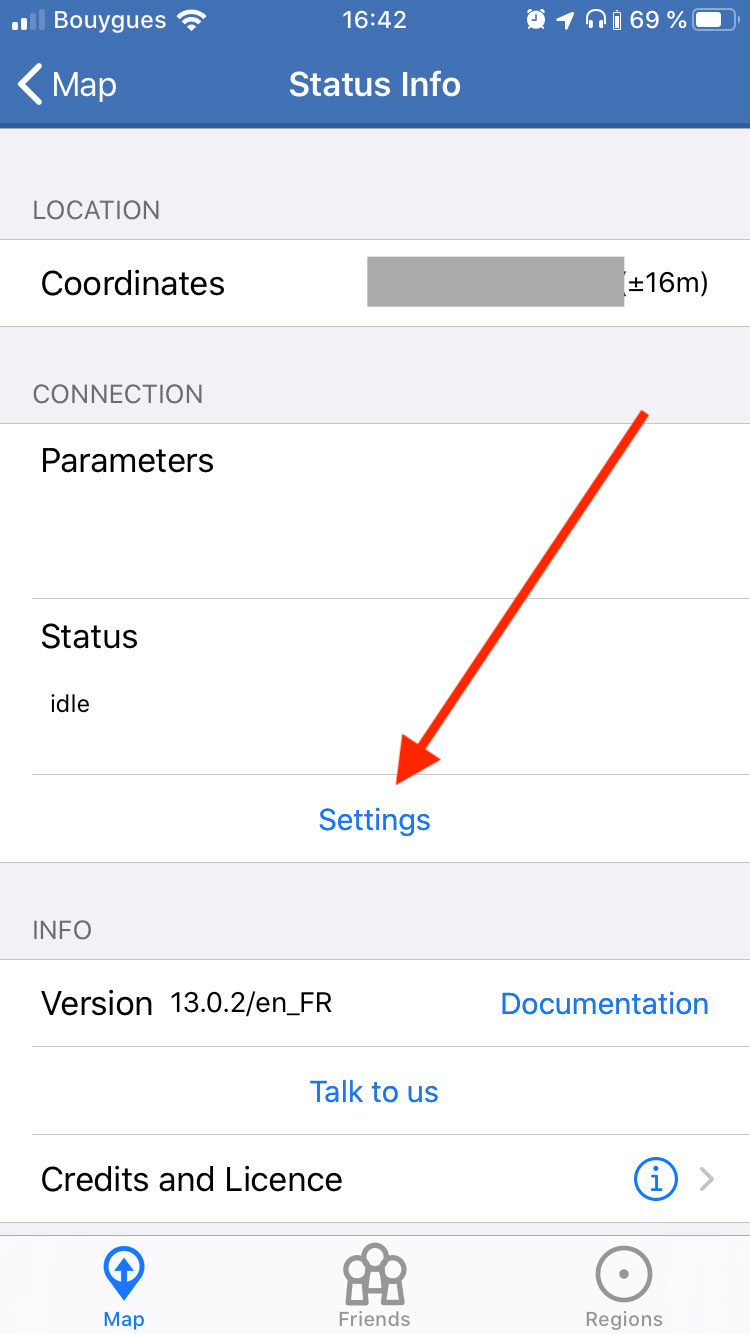 Bouygues 16:42 69 %
Map Status Info
LOCATION
Coordinates (±16m)
CONNECTION
Parameters
Status
idle
Settings
INFO
Version 13.0.2/en_FR Documentation
Talk to us
Credits and Licence
Map Friends Regions